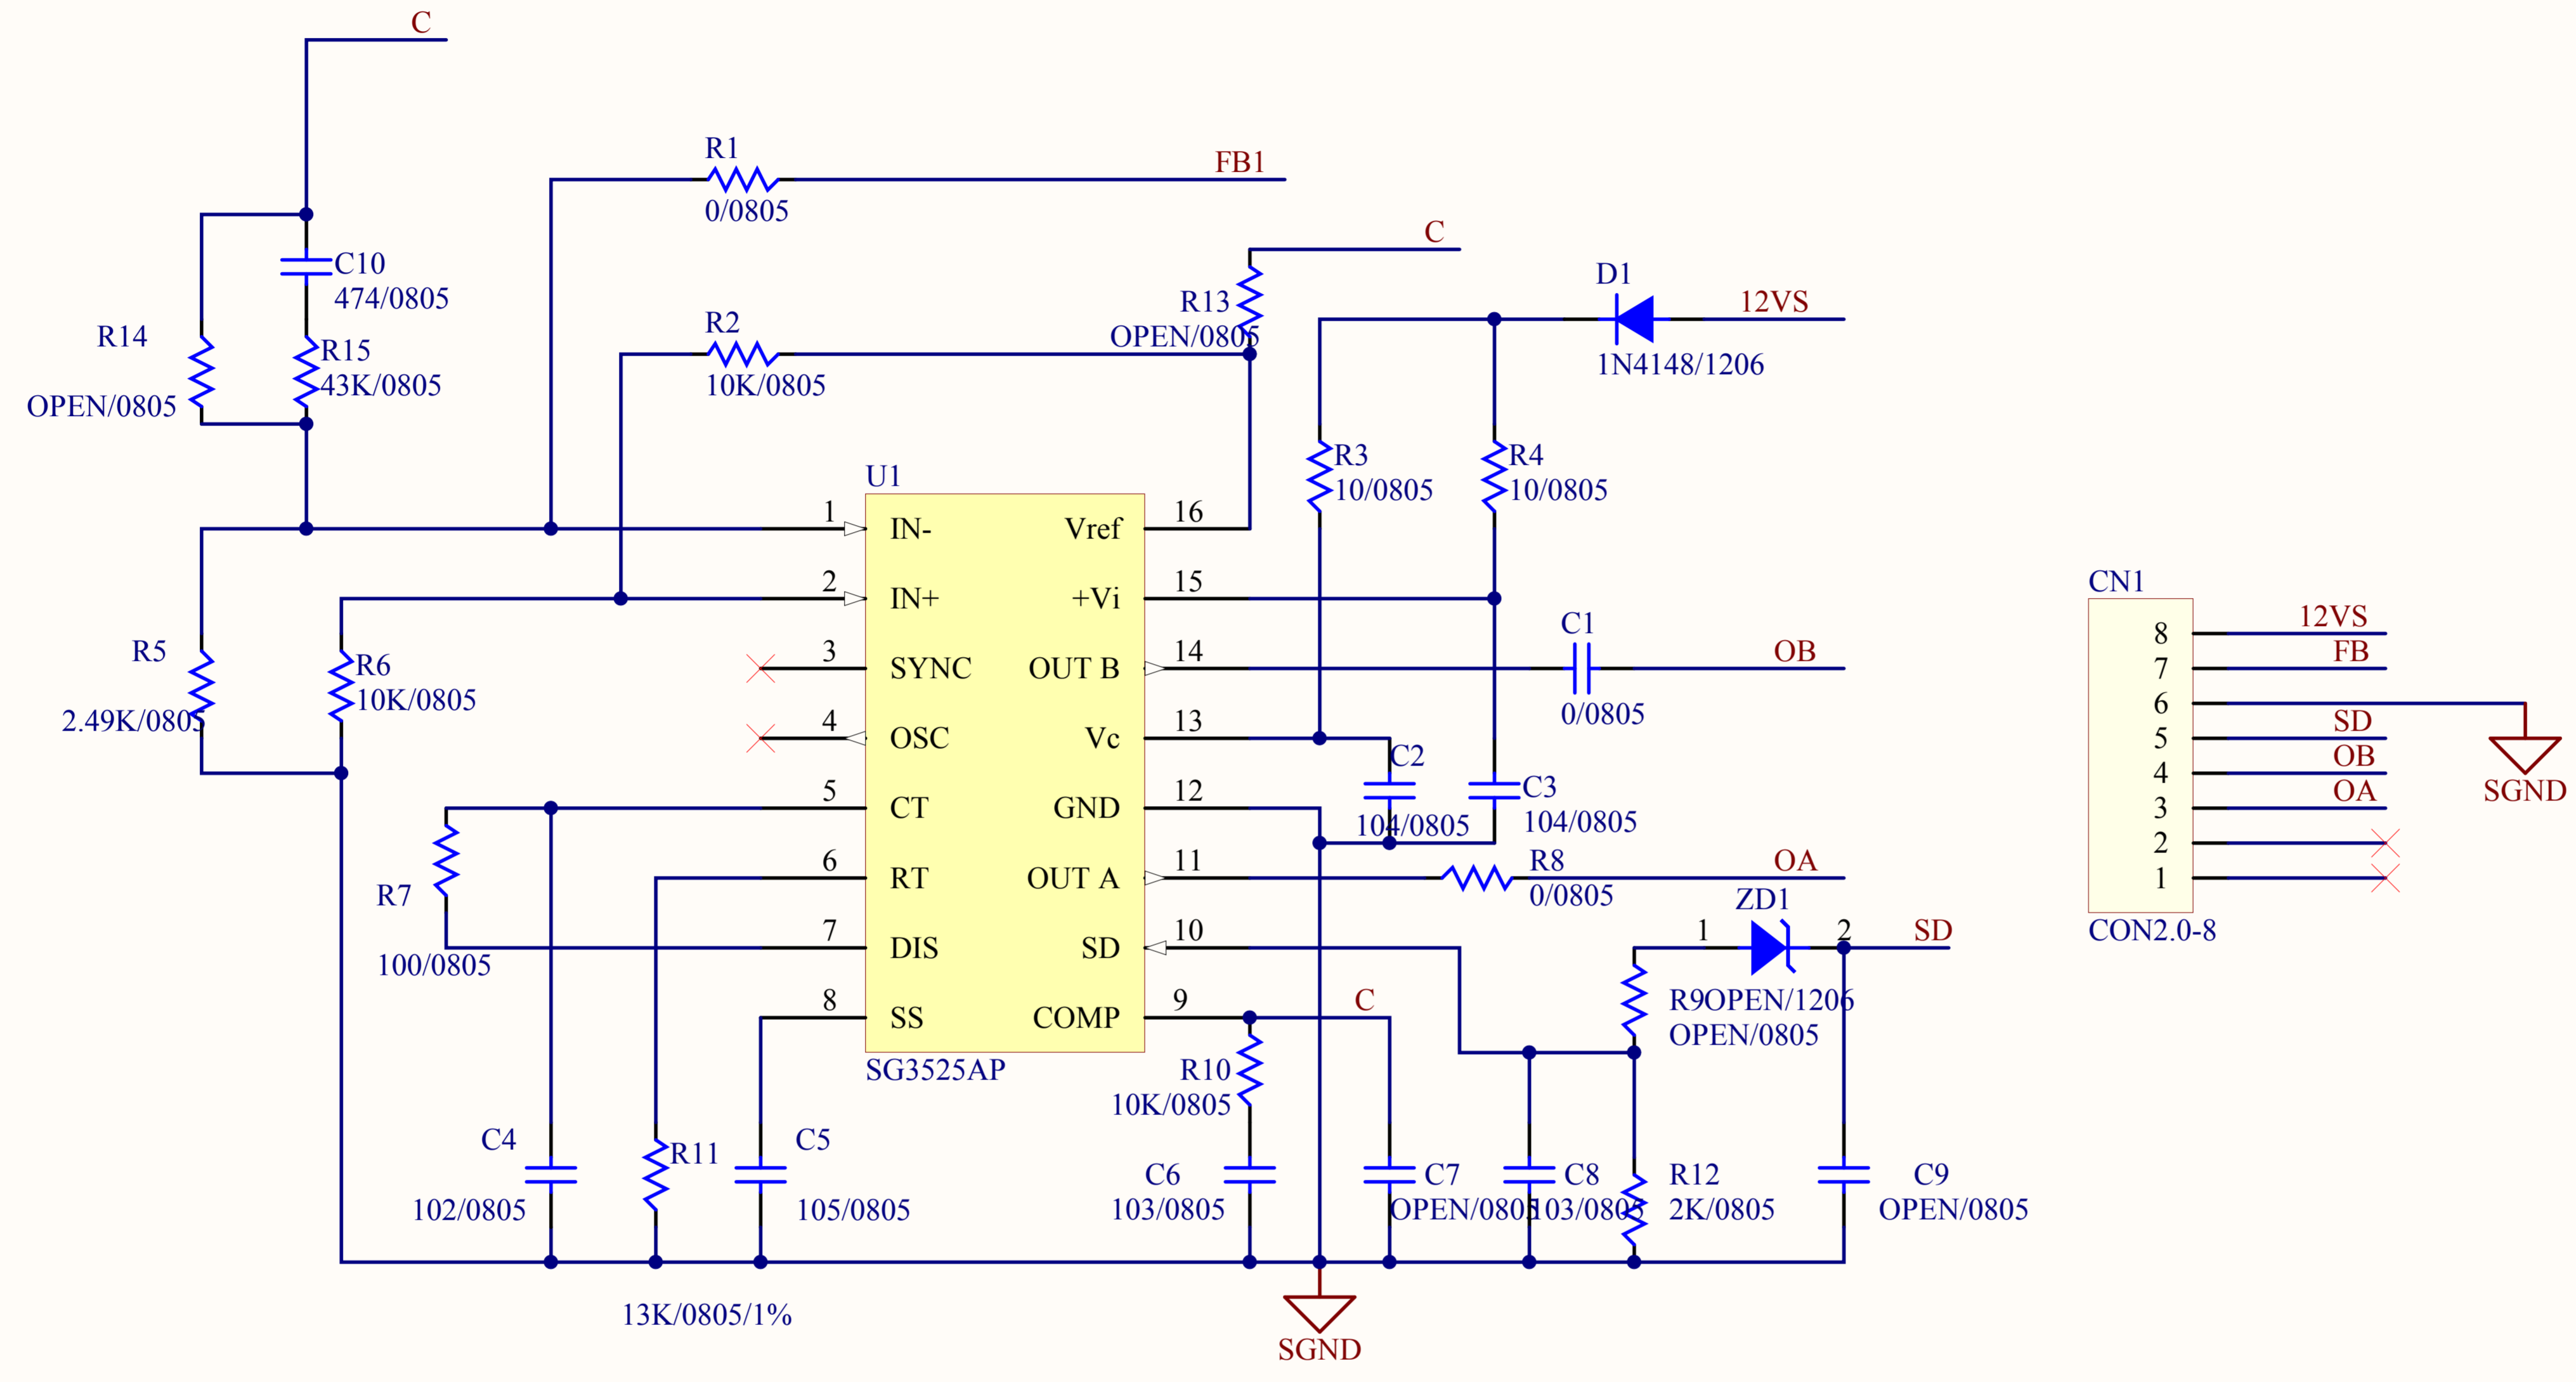 C
R1
FB1
0/0805
C
C10
474/0805
R13
OPEN/0805
D1
12VS
1N4148/1206
R14
OPEN/0805
R15
43K/0805
R2
10K/0805
R3
10/0805
R4
10/0805
U1
1 IN- Vref 16
2 IN+ +Vi 15
3 SYNC OUT B 14
4 OSC Vc 13
5 CT GND 12
6 RT OUT A 11
7 DIS SD 10
8 SS COMP 9
SG3525AP
R5
2.49K/0805
R6
10K/0805
C1
0/0805
OB
C2
104/0805
C3
104/0805
R7
100/0805
R8
0/0805
OA
ZD1
1 2
SD
R9OPEN/1206
OPEN/0805
C
R10
10K/0805
C4
102/0805
R11
13K/0805/1%
C5
105/0805
C6
103/0805
C7
OPEN/0805
C8
103/0805
R12
2K/0805
C9
OPEN/0805
SGND
CN1
8 12VS
7 FB
6
5 SD
4 OB
3 OA
2
1
CON2.0-8
SGND